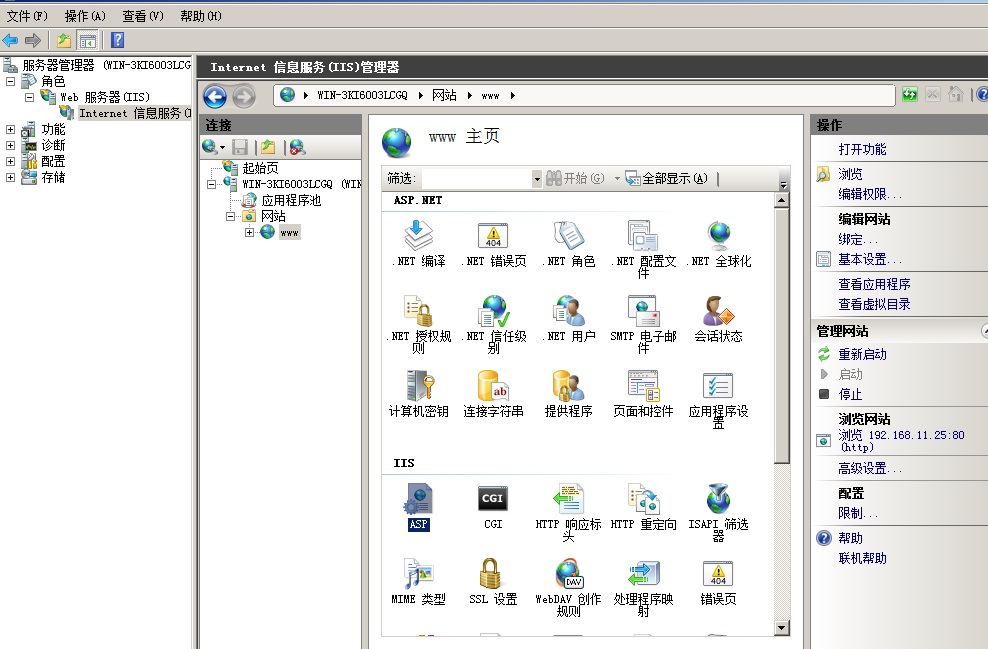 文件(F) 操作(A) 查看(V) 帮助(H)
服务器管理器 (WIN-3KI6003LCG
角色
Web 服务器(IIS)
Internet 信息服务(I
功能
诊断
配置
存储
Internet 信息服务(IIS)管理器
WIN-3KI6003LCGQ 网站 www
连接
起始页
WIN-3KI6003LCGQ (WIN
应用程序池
网站
www
www 主页
筛选: 开始(G) 全部显示(A)
ASP.NET
.NET 编译
.NET 错误页
.NET 角色
.NET 配置文
件
.NET 全球化
.NET 授权规
则
.NET 信任级
别
.NET 用户
SMTP 电子邮
件
会话状态
计算机密钥
连接字符串
提供程序
页面和控件
应用程序设
置
IIS
ASP
CGI
CGI
HTTP 响应标
头
HTTP 重定向
ISAPI 筛选
器
MIME 类型
SSL 设置
DAV
WebDAV 创作
规则
处理程序映
射
404
错误页
操作
打开功能
浏览
编辑权限...
编辑网站
绑定...
基本设置...
查看应用程序
查看虚拟目录
管理网站
重新启动
启动
停止
浏览网站
浏览 192.168.11.25:80
(http)
高级设置...
配置
限制...
帮助
联机帮助